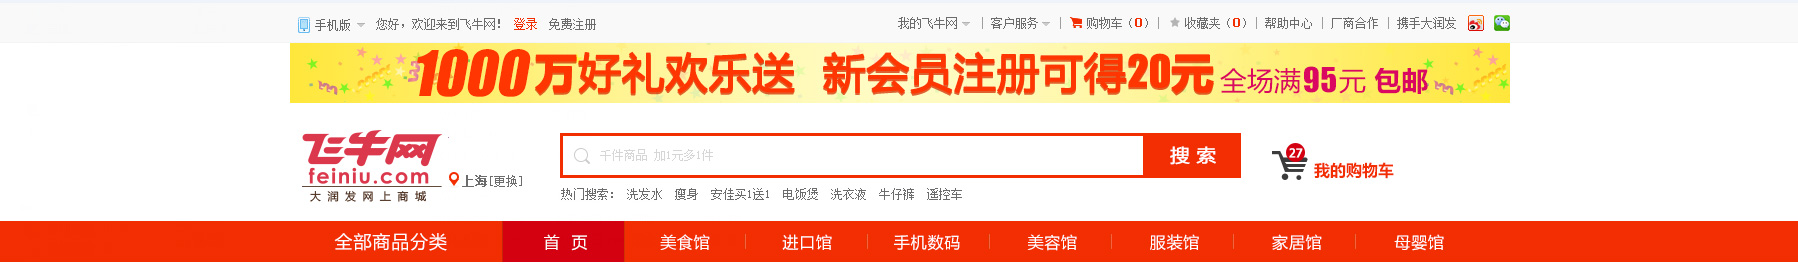 手机版 您好，欢迎来到飞牛网！ 登录 免费注册 我的飞牛网 客户服务 购物车（0） 收藏夹（0） 帮助中心 厂商合作 携手大润发
1000万好礼欢乐送 新会员注册可得20元 全场满95元 包邮
飞牛网
feiniu.com
大润发网上商城
上海[更换]
千件商品 加1元多1件 搜 索
27
我的购物车
热门搜索： 洗发水 瘦身 安佳买1送1 电饭煲 洗衣液 牛仔裤 遥控车
全部商品分类 首 页 美食馆 进口馆 手机数码 美容馆 服装馆 家居馆 母婴馆